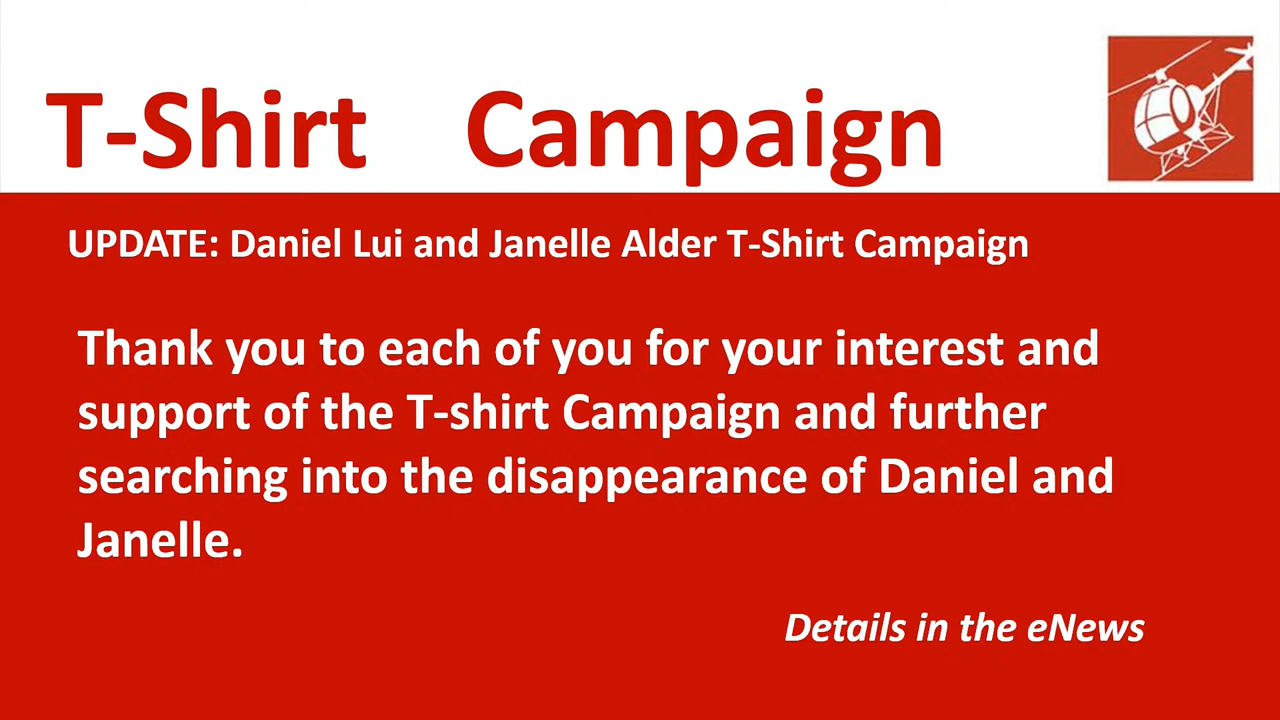 T-Shirt Campaign
UPDATE: Daniel Lui and Janelle Alder T-Shirt Campaign
Thank you to each of you for your interest and
support of the T-shirt Campaign and further
searching into the disappearance of Daniel and
Janelle.
Details in the eNews